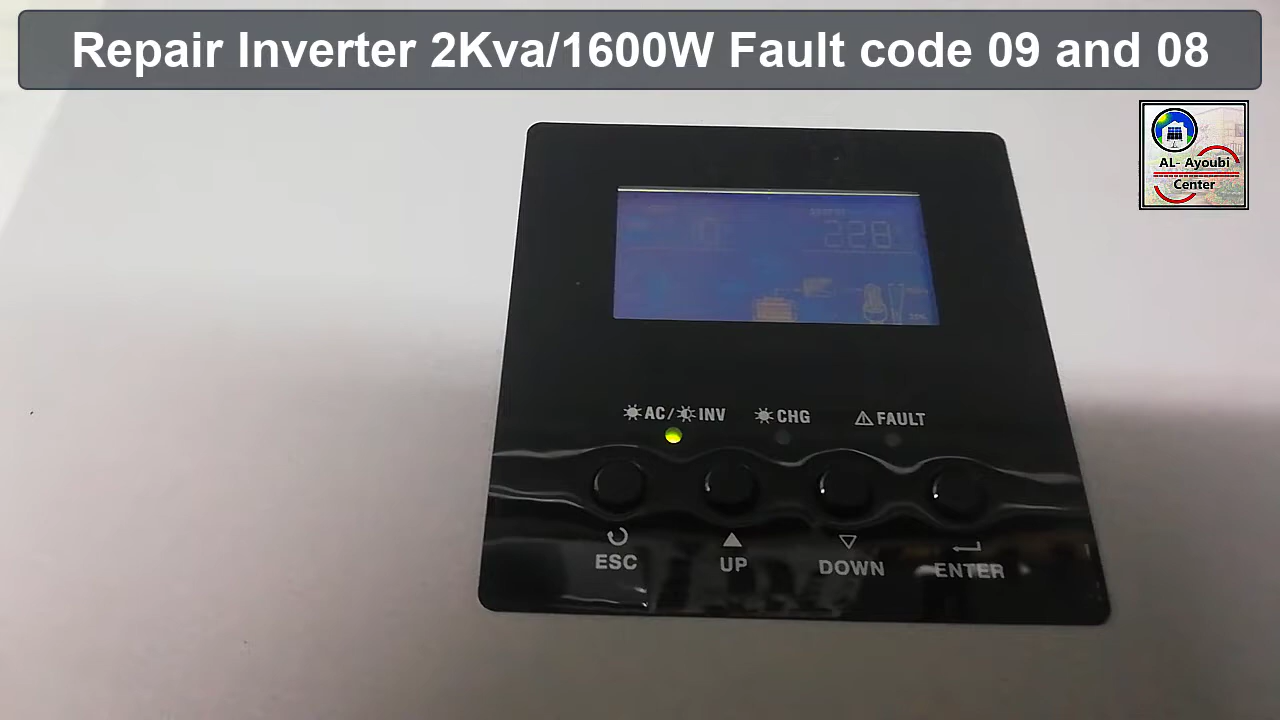 Repair Inverter 2Kva/1600W Fault code 09 and 08
AL- Ayoubi
Center
228
AC/ INV
CHG
FAULT
ESC
UP
DOWN
ENTER